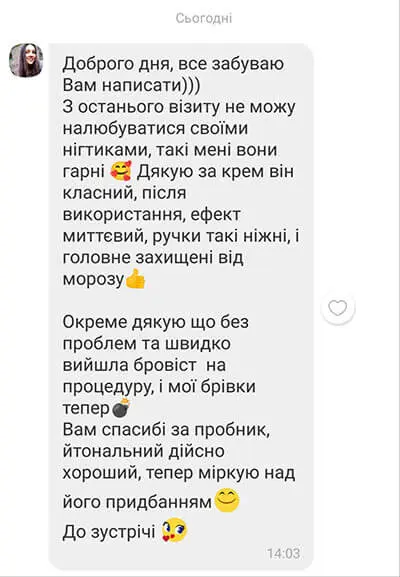 Сьогодні
Доброго дня, все забуваю
Вам написати)))
З останього візиту не можу
налюбуватися своїми
нігтиками, такі мені вони
гарні 🥰 Дякую за крем він
класний, після
використання, ефект
миттєвий, ручки такі ніжні, і
головне захищені від
морозу👍
Окреме дякую що без
проблем та швидко
вийшла бровіст на
процедуру, і мої брівки
тепер💣
Вам спасибі за пробник,
йтональний дійсно
хороший, тепер міркую над
його придбанням😊
До зустрічі 😘
14:03